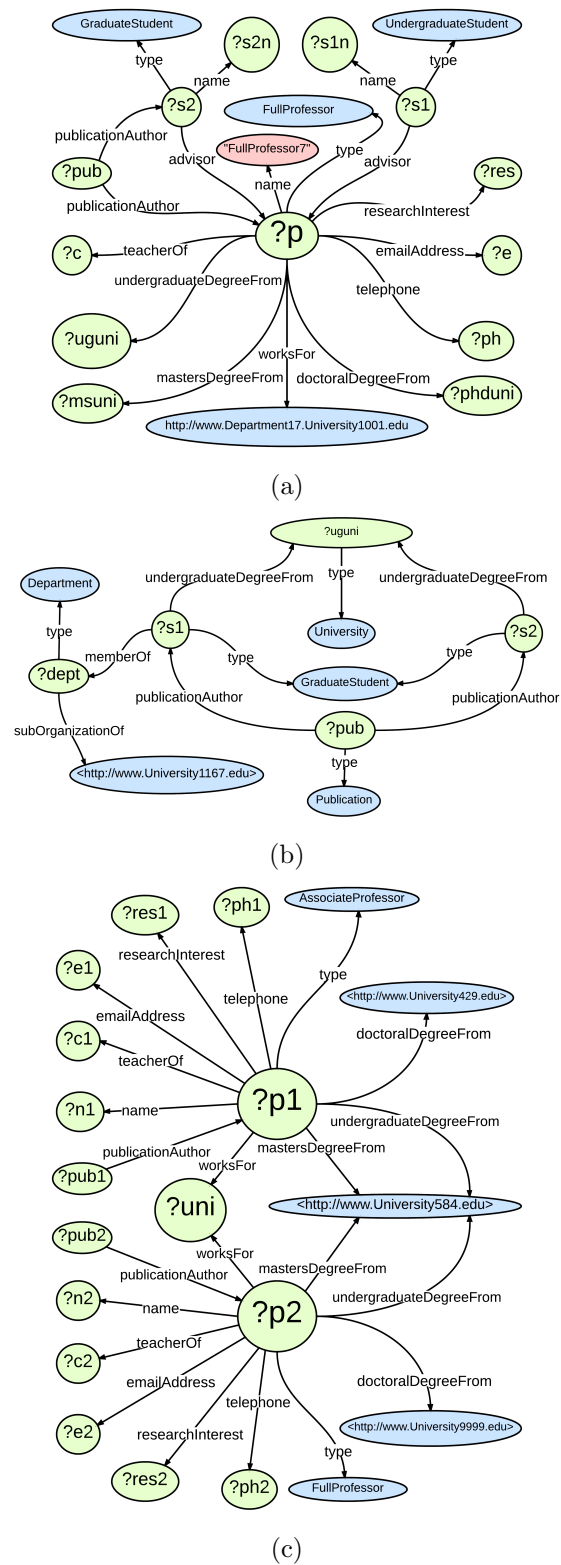 GraduateStudent
?s2n
?s1n
UndergraduateStudent
type
name
name
type
?s2
FullProfessor
?s1
publicationAuthor
"FullProfessor7"
type
advisor
advisor
?pub
name
?res
publicationAuthor
researchInterest
?p
?c
teacherOf
emailAddress
?e
undergraduateDegreeFrom
telephone
?uguni
worksFor
?ph
mastersDegreeFrom
doctoralDegreeFrom
?msuni
?phduni
http://www.Department17.University1001.edu
(a)
?uguni
Department
undergraduateDegreeFrom
type
undergraduateDegreeFrom
type
?s1
University
?s2
memberOf
type
type
?dept
GraduateStudent
publicationAuthor
publicationAuthor
subOrganizationOf
?pub
type
<http://www.University1167.edu>
Publication
(b)
?res1
?ph1
AssociateProfessor
researchInterest
?e1
type
telephone
<http://www.University429.edu>
emailAddress
?c1
doctoralDegreeFrom
teacherOf
?p1
?n1
name
undergraduateDegreeFrom
mastersDegreeFrom
publicationAuthor
worksFor
?pub1
?uni
<http://www.University584.edu>
?pub2
worksFor
publicationAuthor
mastersDegreeFrom
?n2
name
?p2
undergraduateDegreeFrom
teacherOf
?c2
emailAddress
doctoralDegreeFrom
telephone
?e2
researchInterest
<http://www.University9999.edu>
type
?res2
?ph2
FullProfessor
(c)